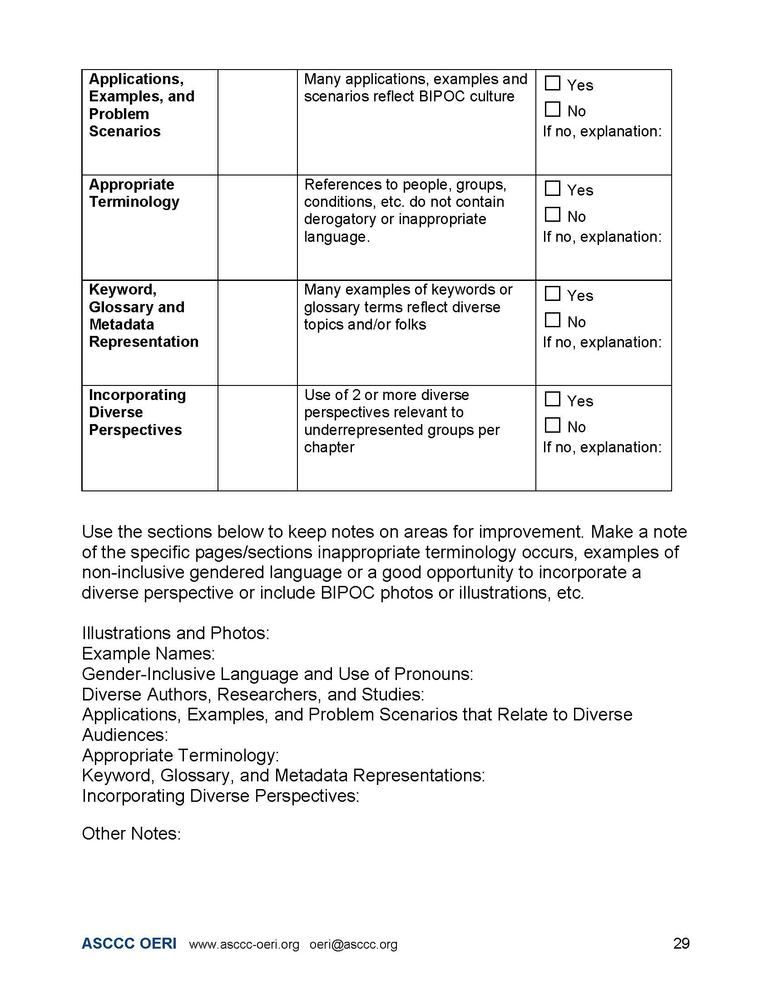 Applications,
Examples, and
Problem
Scenarios
Many applications, examples and
scenarios reflect BIPOC culture
☐ Yes
☐ No
If no, explanation:
Appropriate
Terminology
References to people, groups,
conditions, etc. do not contain
derogatory or inappropriate
language.
☐ Yes
☐ No
If no, explanation:
Keyword,
Glossary and
Metadata
Representation
Many examples of keywords or
glossary terms reflect diverse
topics and/or folks
☐ Yes
☐ No
If no, explanation:
Incorporating
Diverse
Perspectives
Use of 2 or more diverse
perspectives relevant to
underrepresented groups per
chapter
☐ Yes
☐ No
If no, explanation:
Use the sections below to keep notes on areas for improvement. Make a note
of the specific pages/sections inappropriate terminology occurs, examples of
non-inclusive gendered language or a good opportunity to incorporate a
diverse perspective or include BIPOC photos or illustrations, etc.
Illustrations and Photos:
Example Names:
Gender-Inclusive Language and Use of Pronouns:
Diverse Authors, Researchers, and Studies:
Applications, Examples, and Problem Scenarios that Relate to Diverse
Audiences:
Appropriate Terminology:
Keyword, Glossary, and Metadata Representations:
Incorporating Diverse Perspectives:
Other Notes:
ASCCC OERI www.asccc-oeri.org oeri@asccc.org 29